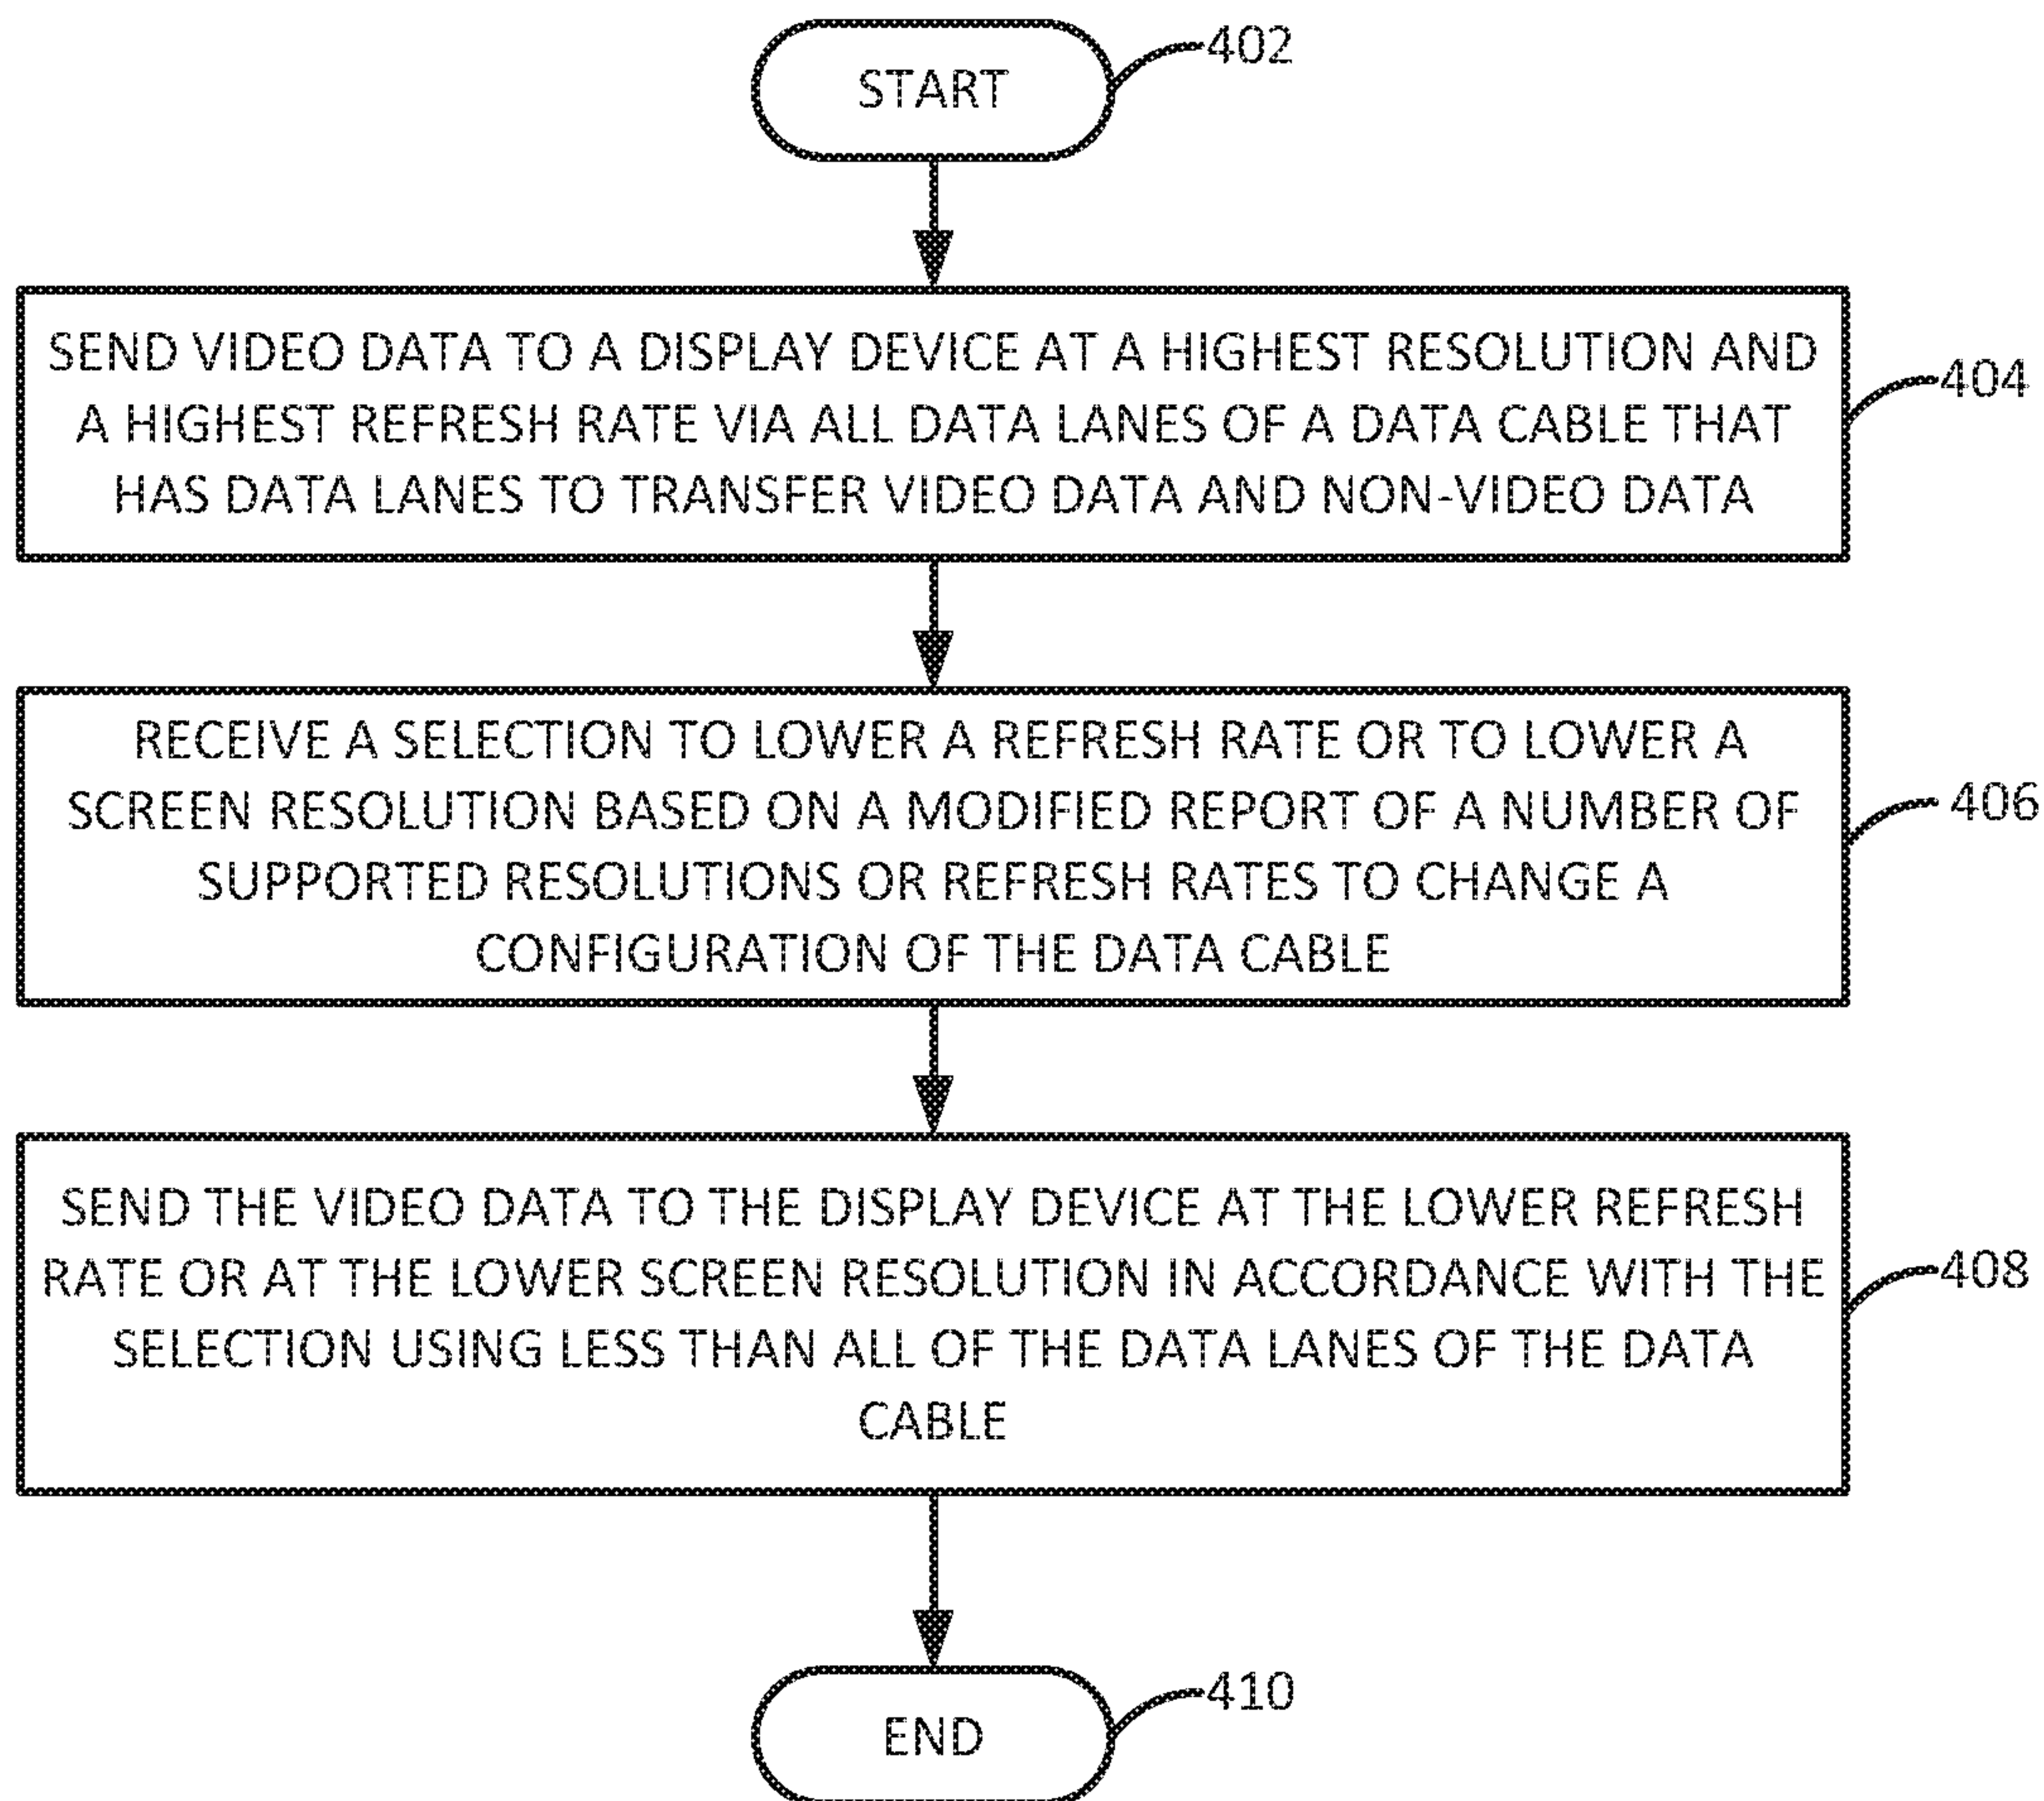 START
402
SEND VIDEO DATA TO A DISPLAY DEVICE AT A HIGHEST RESOLUTION AND
A HIGHEST REFRESH RATE VIA ALL DATA LANES OF A DATA CABLE THAT
HAS DATA LANES TO TRANSFER VIDEO DATA AND NON-VIDEO DATA
404
RECEIVE A SELECTION TO LOWER A REFRESH RATE OR TO LOWER A
SCREEN RESOLUTION BASED ON A MODIFIED REPORT OF A NUMBER OF
SUPPORTED RESOLUTIONS OR REFRESH RATES TO CHANGE A
CONFIGURATION OF THE DATA CABLE
406
SEND THE VIDEO DATA TO THE DISPLAY DEVICE AT THE LOWER REFRESH
RATE OR AT THE LOWER SCREEN RESOLUTION IN ACCORDANCE WITH THE
SELECTION USING LESS THAN ALL OF THE DATA LANES OF THE DATA
CABLE
408
END
410